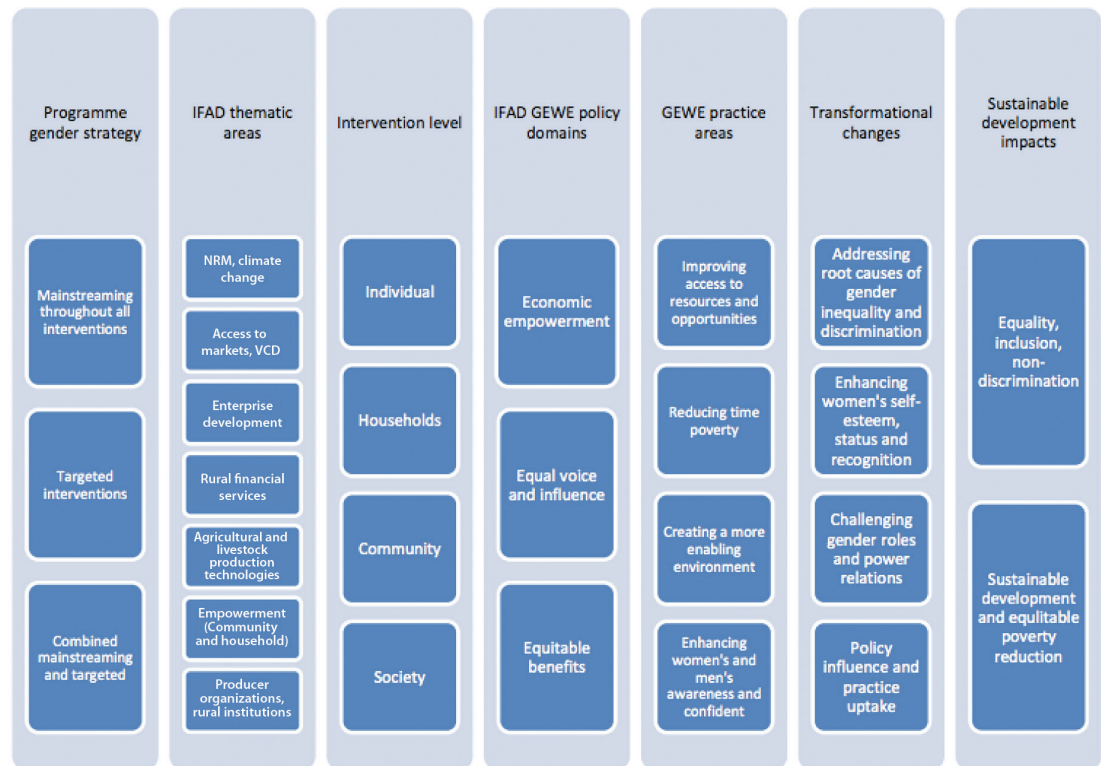 Programme
gender strategy
Mainstreaming
throughout all
interventions
Targeted
interventions
Combined
mainstreaming
and targeted
IFAD thematic
areas
NRM, climate
change
Access to
markets, VCD
Enterprise
development
Rural financial
services
Agricultural and
livestock
production
technologies
Empowerment
(Community
and household)
Producer
organizations,
rural institutions
Intervention level
Individual
Households
Community
Society
IFAD GEWE policy
domains
Economic
empowerment
Equal voice
and influence
Equitable
benefits
GEWE practice
areas
Improving
access to
resources and
opportunities
Reducing time
poverty
Creating a more
enabling
environment
Enhancing
women's and
men's
awareness and
confident
Transformational
changes
Addressing
root causes of
gender
inequality and
discrimination
Enhancing
women's self-
esteem,
status and
recognition
Challenging
gender roles
and power
relations
Policy
influence and
practice
uptake
Sustainable
development
impacts
Equality,
inclusion,
non-
discrimination
Sustainable
development
and equlitable
poverty
reduction